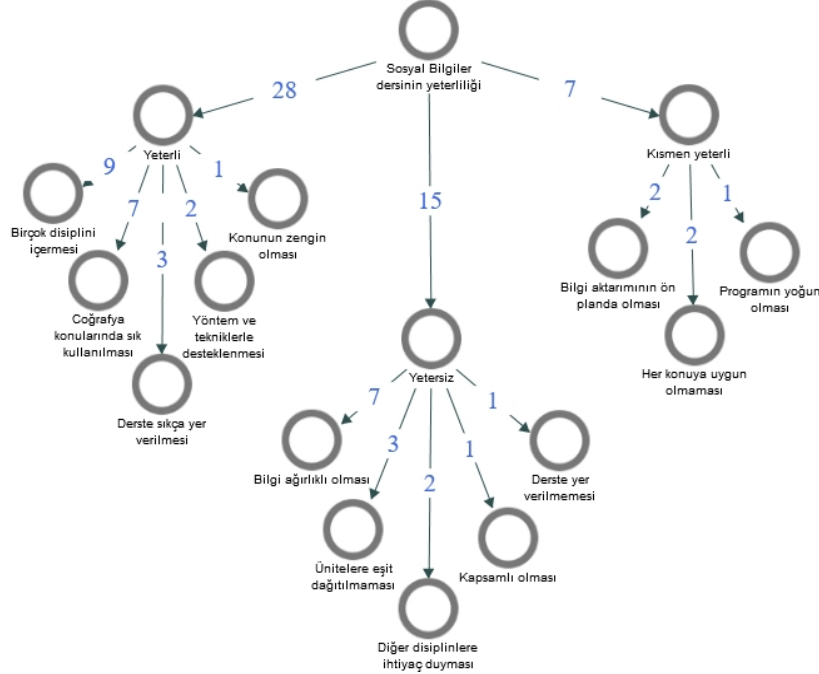 Sosyal Bilgiler
dersinin yeterliliği
28
15
7
Yeterli
9
7
3
2
1
Birçok disiplini
içermesi
Coğrafya
konularında sık
kullanılması
Derste sıkça yer
verilmesi
Yöntem ve
tekniklerle
desteklenmesi
Konunun zengin
olması
Yetersiz
7
3
2
1
1
Bilgi ağırlıklı olması
Ünitelere eşit
dağıtılmaması
Diğer disiplinlere
ihtiyaç duyması
Kapsamlı olması
Derste yer
verilmemesi
Kısmen yeterli
2
2
1
Bilgi aktarımının ön
planda olması
Her konuya uygun
olmaması
Programın yoğun
olması